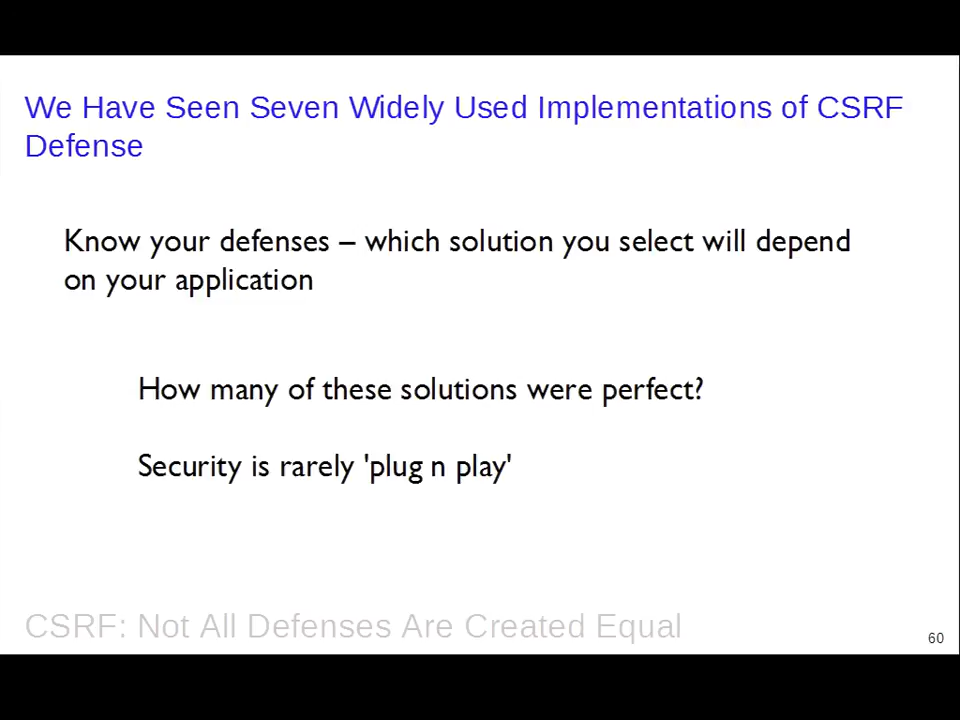 We Have Seen Seven Widely Used Implementations of CSRF
Defense
Know your defenses – which solution you select will depend
on your application
How many of these solutions were perfect?
Security is rarely 'plug n play'
CSRF: Not All Defenses Are Created Equal
60